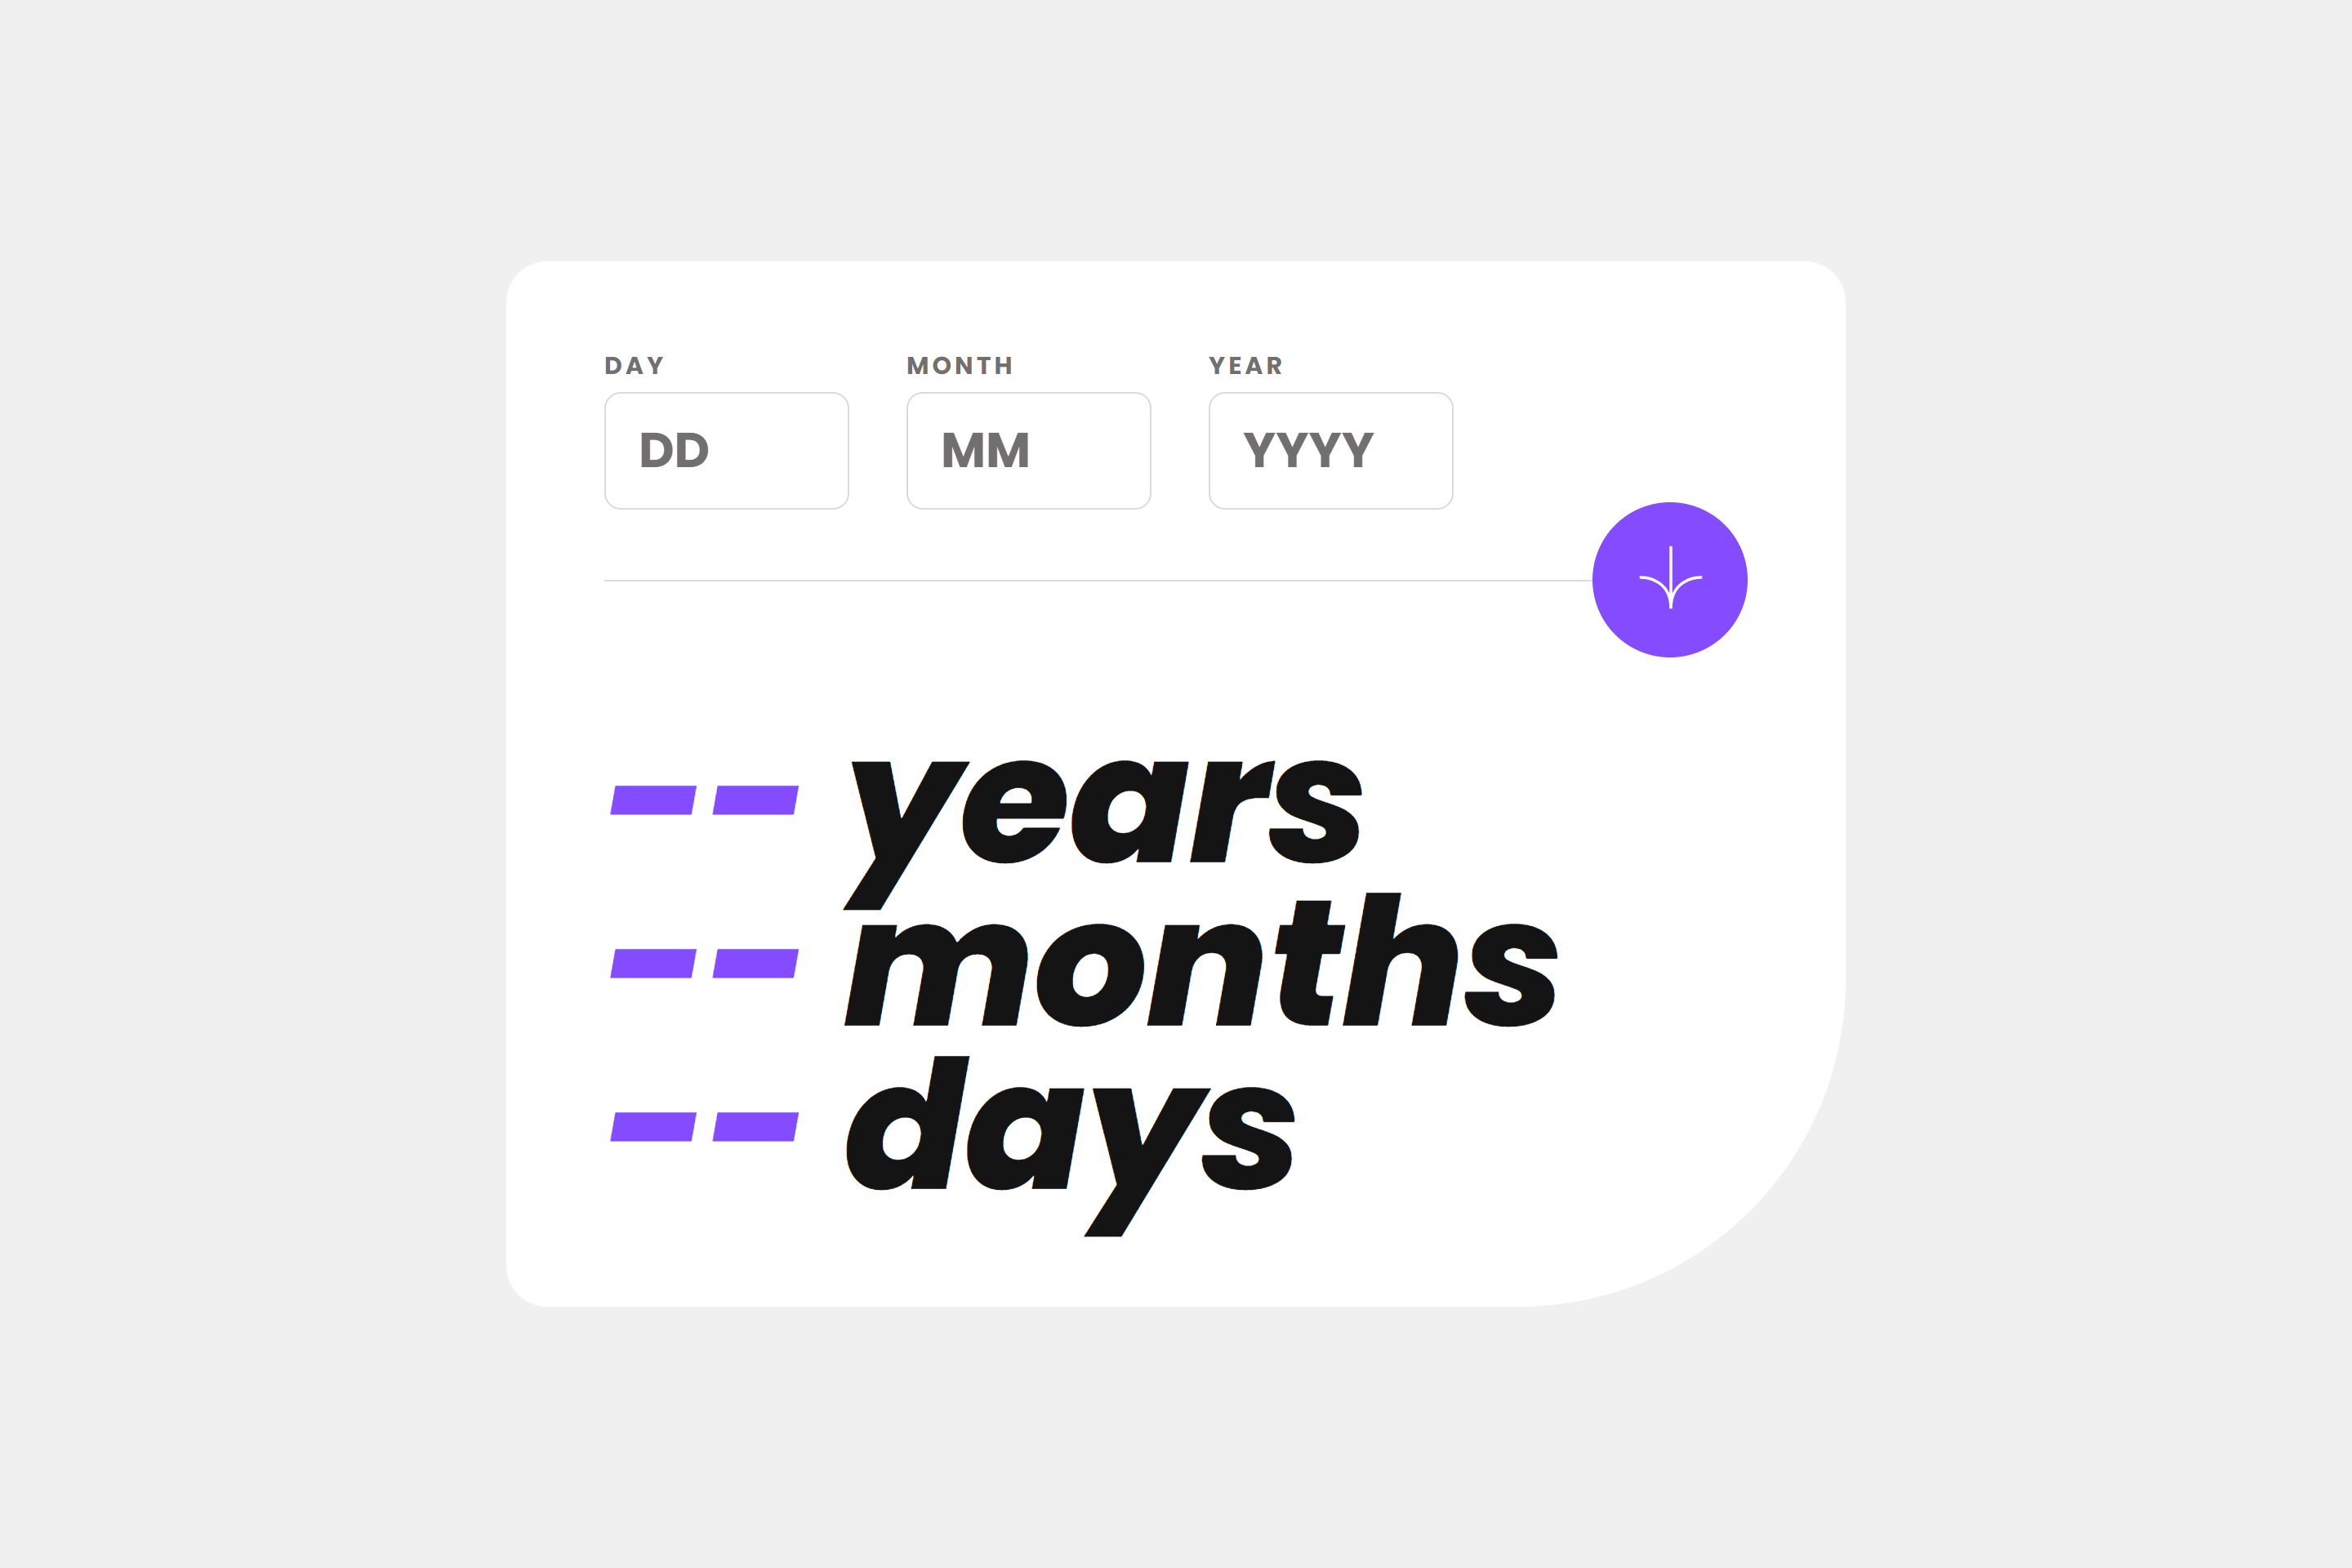 DAY MONTH YEAR
DD MM YYYY
-- years
-- months
-- days